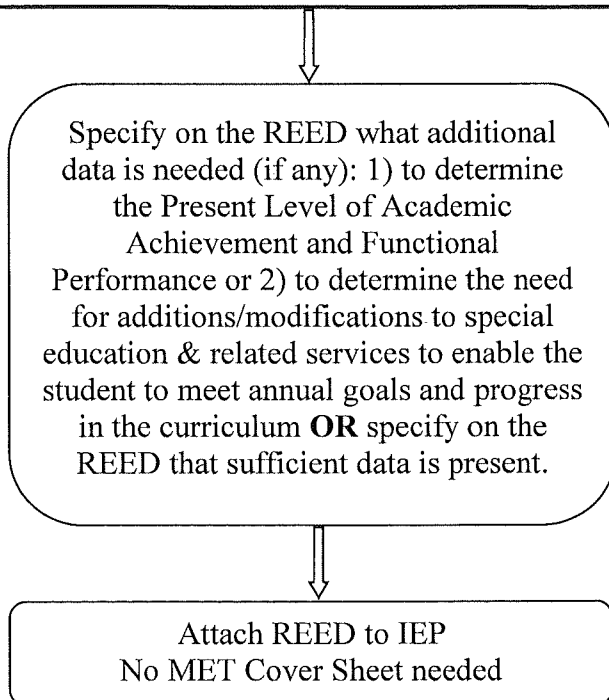 Specify on the REED what additional
data is needed (if any): 1) to determine
the Present Level of Academic
Achievement and Functional
Performance or 2) to determine the need
for additions/modifications to special
education & related services to enable the
student to meet annual goals and progress
in the curriculum OR specify on the
REED that sufficient data is present.
Attach REED to IEP
No MET Cover Sheet needed